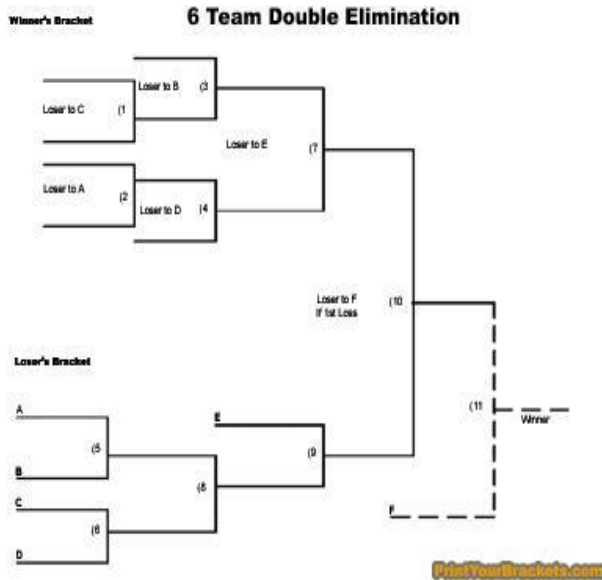 6 Team Double Elimination
Winner's Bracket
Loser to B (3
Loser to C (1
Loser to E (7
Loser to A (2
Loser to D (4
Loser to F
If 1st Loss
(10
Loser's Bracket
A
E
(11
Winner
(5
(9
B
(8
C
F
(6
D
PrintYourBrackets.com